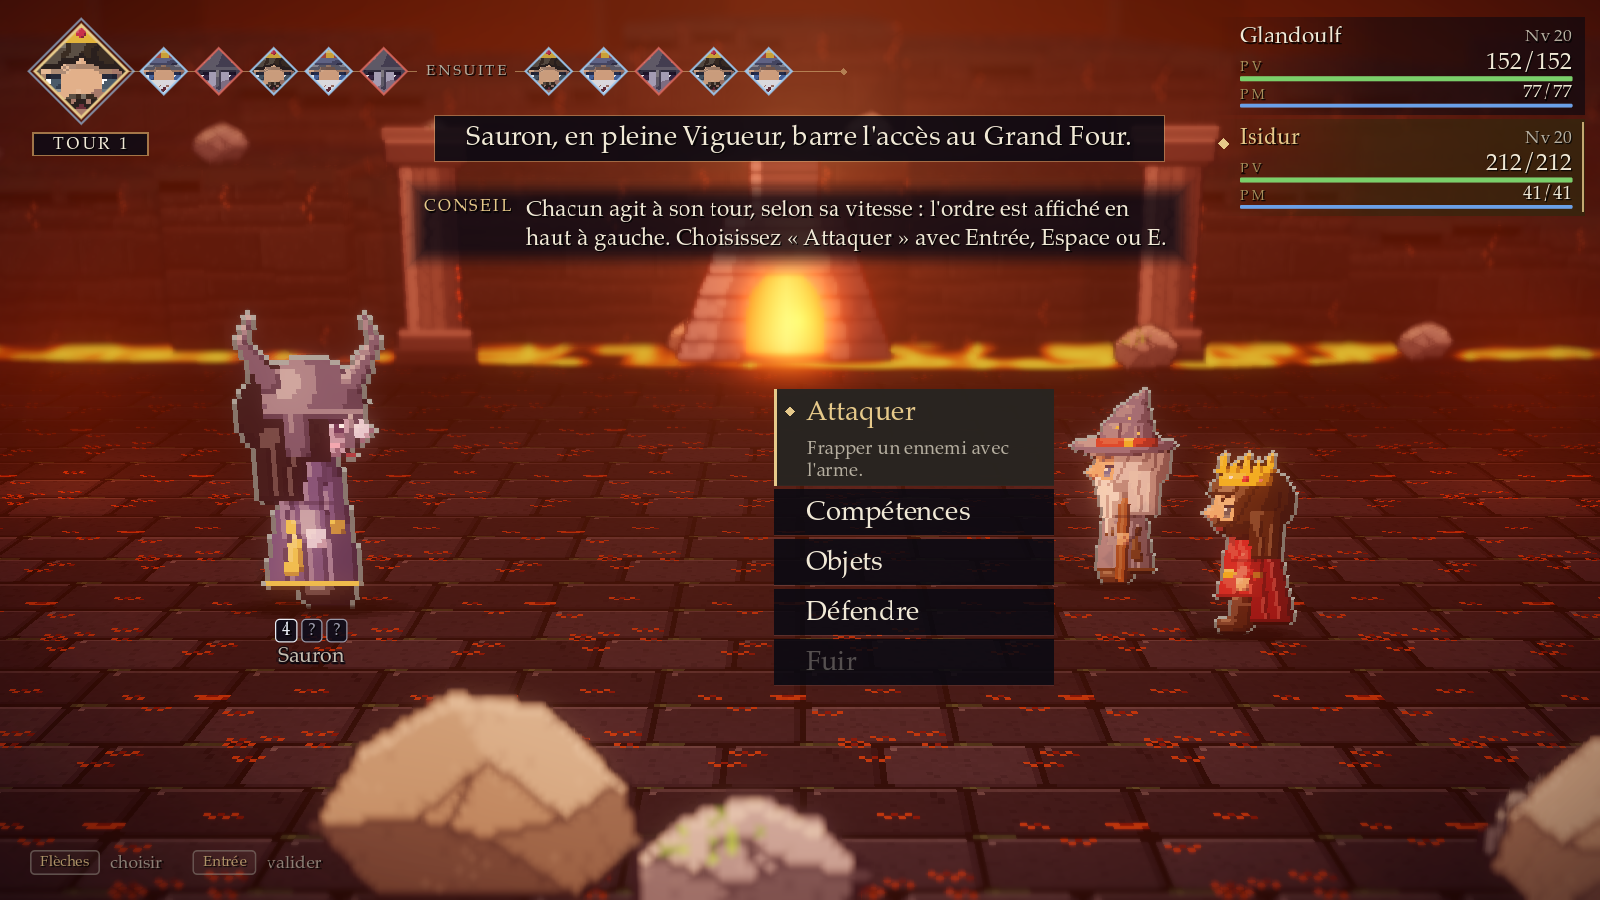 ENSUITE
TOUR 1
Sauron, en pleine Vigueur, barre l'accès au Grand Four.
CONSEIL
Chacun agit à son tour, selon sa vitesse : l'ordre est affiché en
haut à gauche. Choisissez « Attaquer » avec Entrée, Espace ou E.
Glandoulf Nv 20
PV 152/152
PM 77/77
Isidur Nv 20
PV 212/212
PM 41/41
Attaquer
Frapper un ennemi avec
l'arme.
Compétences
Objets
Défendre
Fuir
4 ? ?
Sauron
Flèches choisir Entrée valider